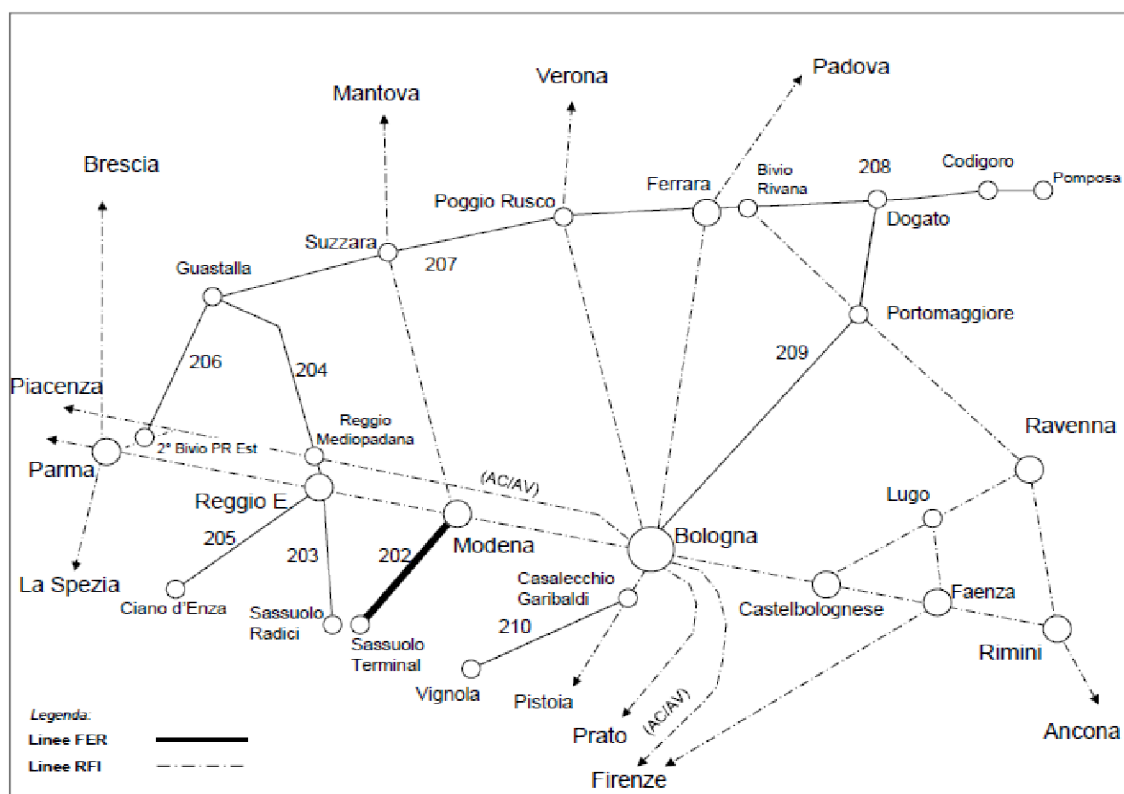 Padova
Verona
Mantova
Brescia
208
Codigoro
Pomposa
Bivio
Rivana
Ferrara
Poggio Rusco
Dogato
Suzzara
207
Guastalla
Portomaggiore
206
204
209
Piacenza
Reggio
Mediopadana
2° Bivio PR Est
Ravenna
Parma
(AC/AV)
Reggio E.
Lugo
205
203
202
Modena
Bologna
La Spezia
Ciano d'Enza
Casalecchio
Garibaldi
Castelbolognese
Faenza
Sassuolo
Radici
Sassuolo
Terminal
210
Rimini
Vignola
Pistoia
(AC/AV)
Prato
Ancona
Firenze
Legenda:
Linee FER
Linee RFI